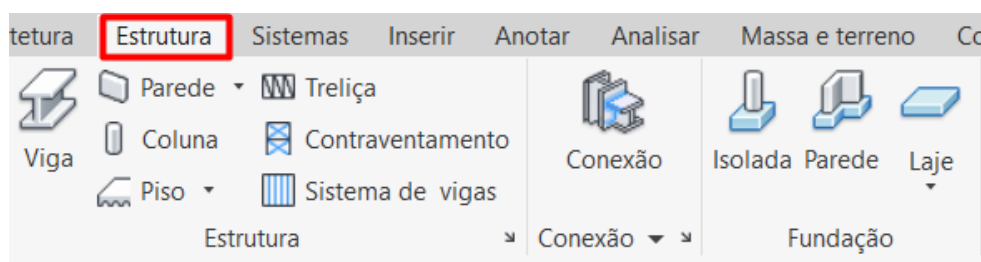 tetura Estrutura Sistemas Inserir Anotar Analisar Massa e terreno Co
Viga
Parede
Coluna
Piso
Treliça
Contraventamento
Sistema de vigas
Conexão
Isolada Parede Laje
Estrutura Conexão Fundação